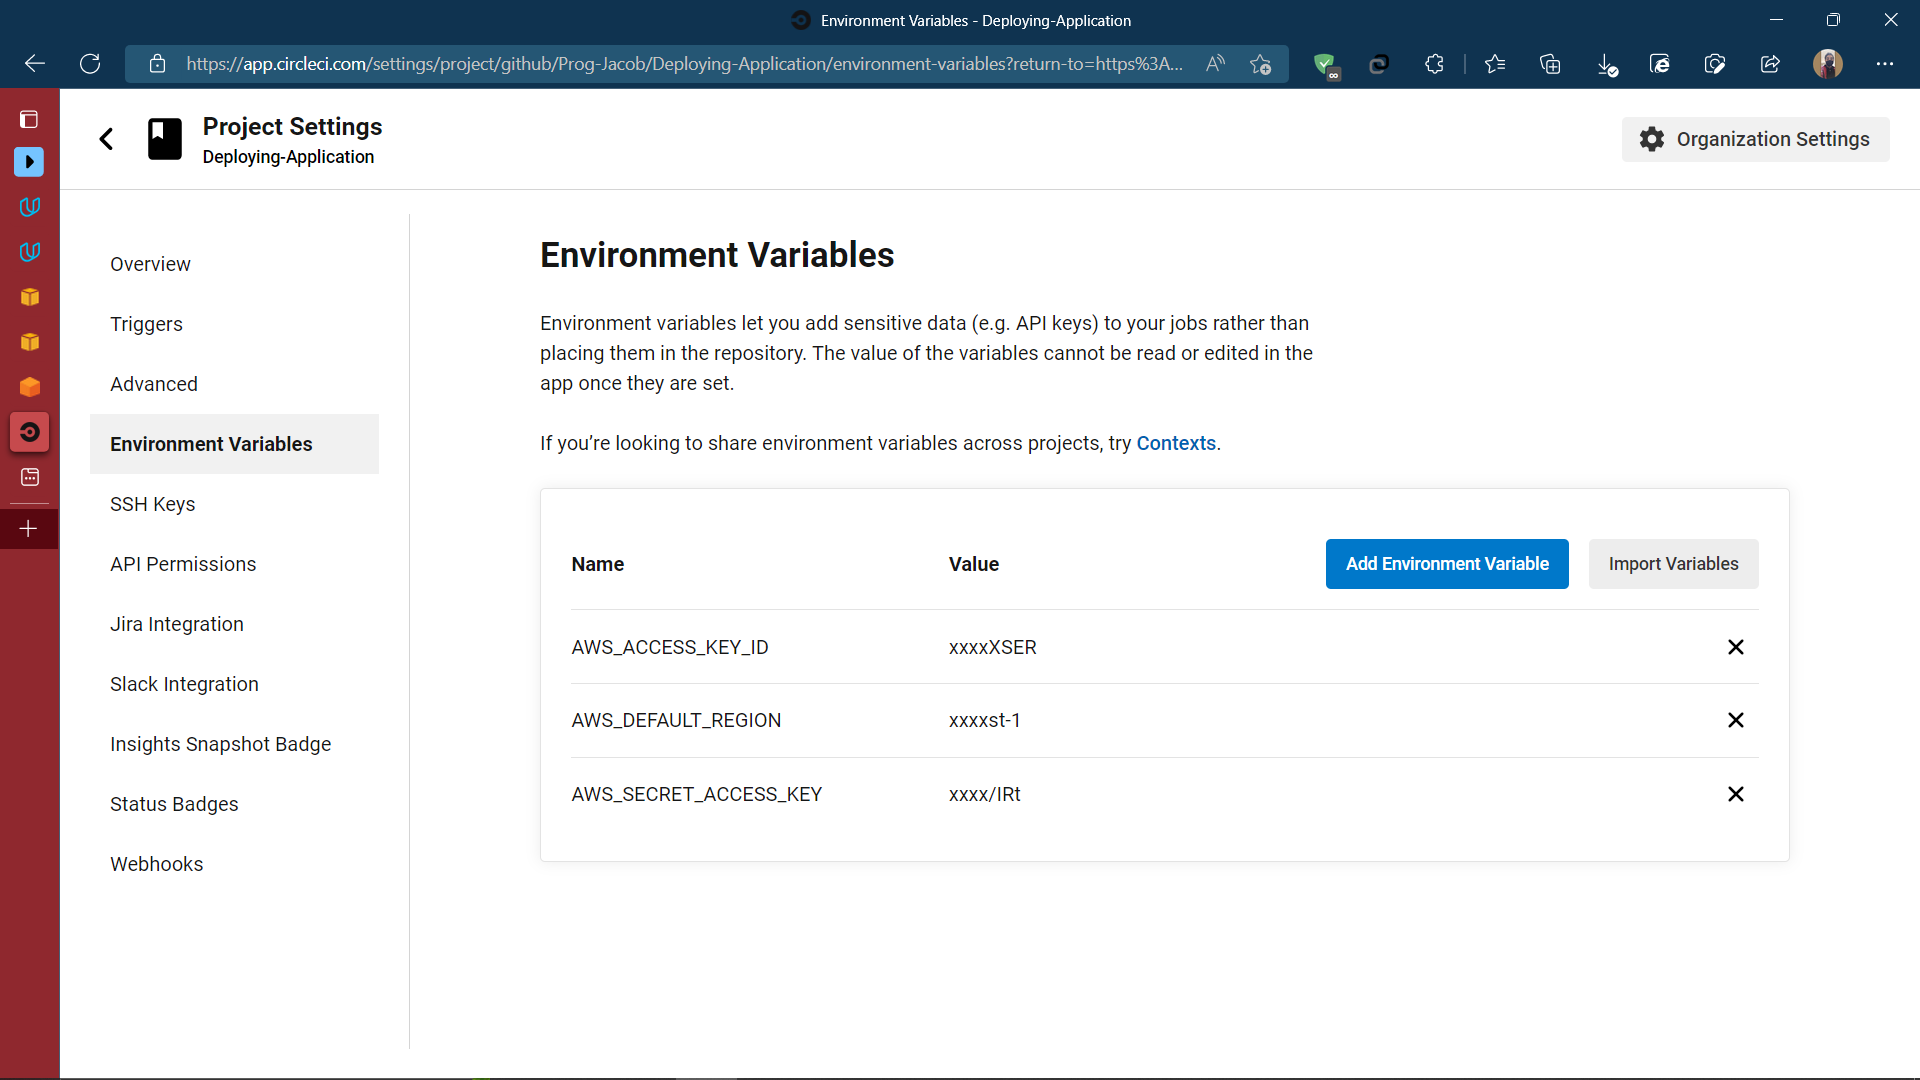 Environment Variables - Deploying-Application
https://app.circleci.com/settings/project/github/Prog-Jacob/Deploying-Application/environment-variables?return-to=https%3A...
Project Settings
Deploying-Application
Organization Settings
Overview
Triggers
Advanced
Environment Variables
SSH Keys
API Permissions
Jira Integration
Slack Integration
Insights Snapshot Badge
Status Badges
Webhooks
Environment Variables
Environment variables let you add sensitive data (e.g. API keys) to your jobs rather than
placing them in the repository. The value of the variables cannot be read or edited in the
app once they are set.
If you’re looking to share environment variables across projects, try Contexts.
Name Value Add Environment Variable Import Variables
AWS_ACCESS_KEY_ID xxxxXSER
AWS_DEFAULT_REGION xxxxst-1
AWS_SECRET_ACCESS_KEY xxxx/IRt